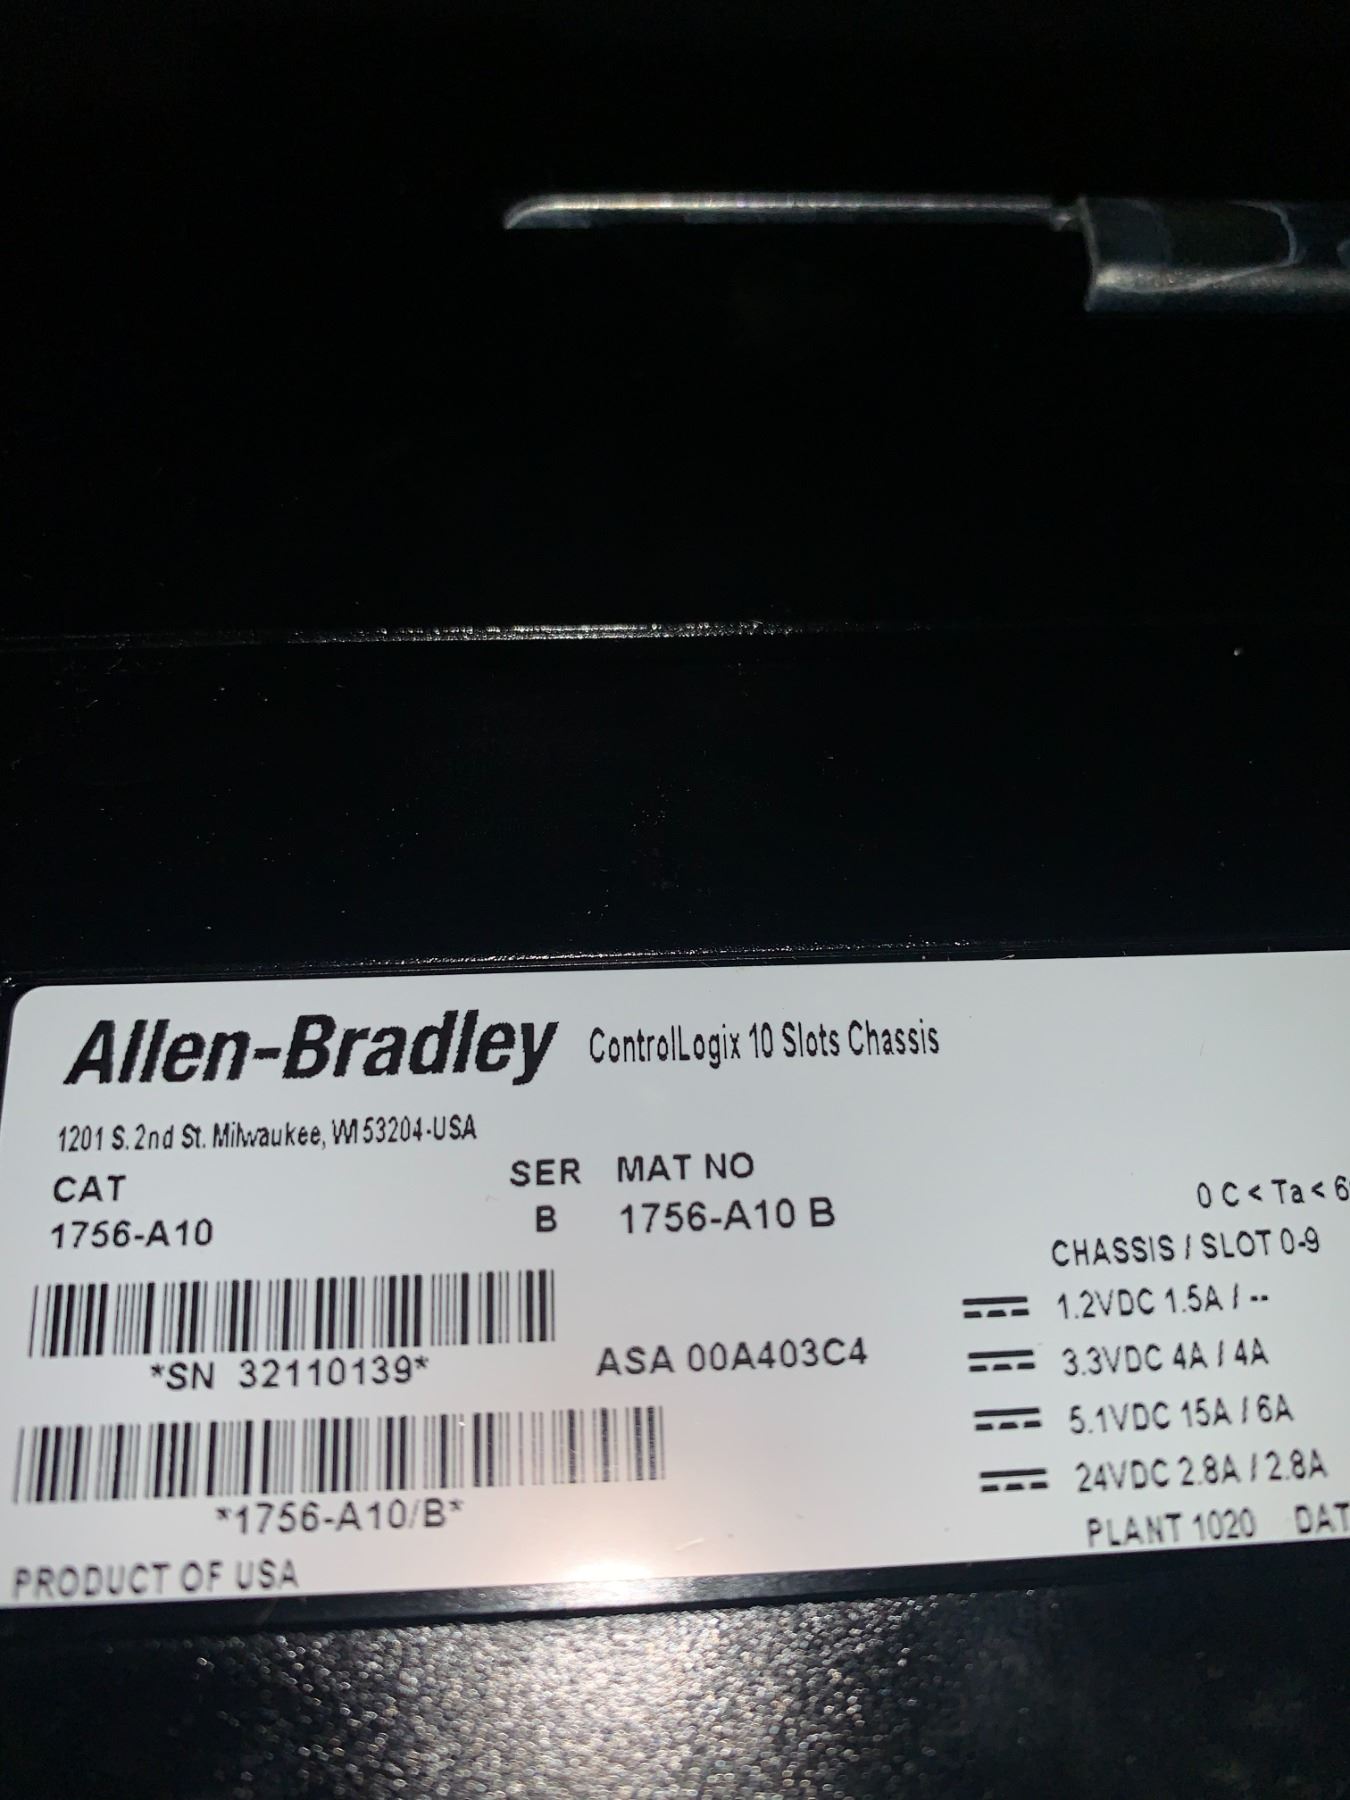 Allen-Bradley ControlLogix 10 Slots Chassis
1201 S. 2nd St. Milwaukee, WI 53204-USA
CAT SER MAT NO
1756-A10 B 1756-A10 B
0 C < Ta < 6
CHASSIS / SLOT 0-9
1.2VDC 1.5A / --
*SN 32110139* ASA 00A403C4
3.3VDC 4A / 4A
5.1VDC 15A / 6A
24VDC 2.8A / 2.8A
*1756-A10/B*
PLANT 1020 DAT
PRODUCT OF USA